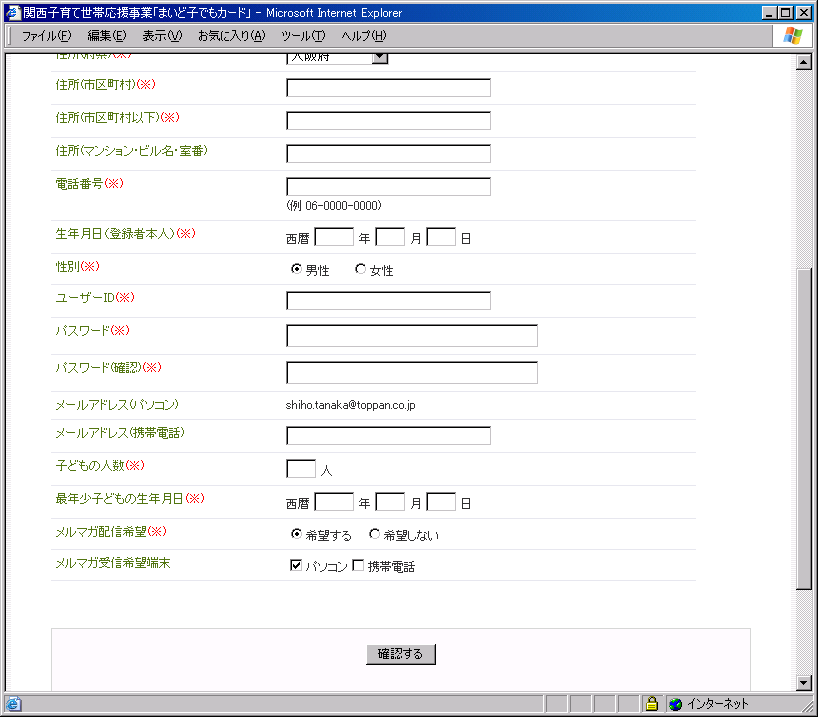 関西子育て世帯応援事業「まいど子でもカード」 - Microsoft Internet Explorer
ファイル(F) 編集(E) 表示(V) お気に入り(A) ツール(T) ヘルプ(H)
住所(府県)(※) 大阪府
住所(市区町村)(※)
住所(市区町村以下)(※)
住所(マンション・ビル名・室番)
電話番号(※)
(例 06-0000-0000)
生年月日(登録者本人)(※) 西暦 年 月 日
性別(※) 男性 女性
ユーザーID(※)
パスワード(※)
パスワード(確認)(※)
メールアドレス(パソコン) shiho.tanaka@toppan.co.jp
メールアドレス(携帯電話)
子どもの人数(※) 人
最年少子どもの生年月日(※) 西暦 年 月 日
メルマガ配信希望(※) 希望する 希望しない
メルマガ受信希望端末 パソコン 携帯電話
確認する
インターネット